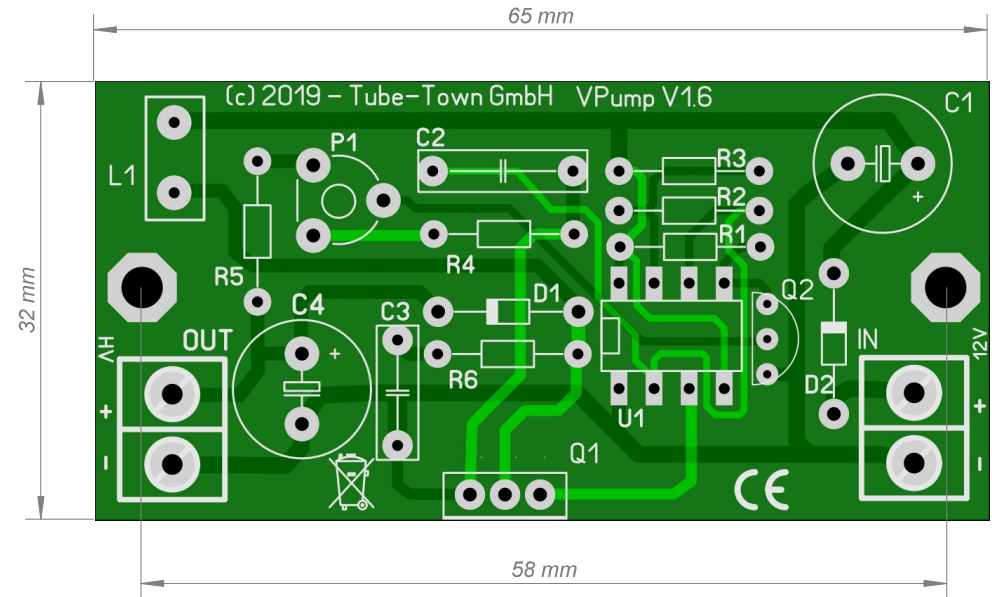 65 mm
(c) 2019 - Tube-Town GmbH VPump V1.6
C1
P1
C2
L1
R3
R2
R1
+
R5
R4
32 mm
C4
C3
D1
Q2
HV
OUT
+
R6
IN
12V
D2
+
+
U1
-
Q1
-
CE
58 mm